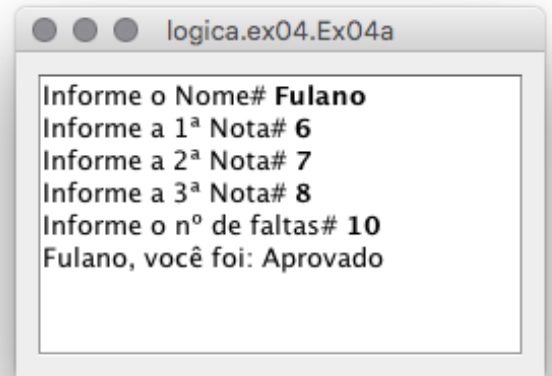 logica.ex04.Ex04a
Informe o Nome# Fulano
Informe a 1ª Nota# 6
Informe a 2ª Nota# 7
Informe a 3ª Nota# 8
Informe o nº de faltas# 10
Fulano, você foi: Aprovado